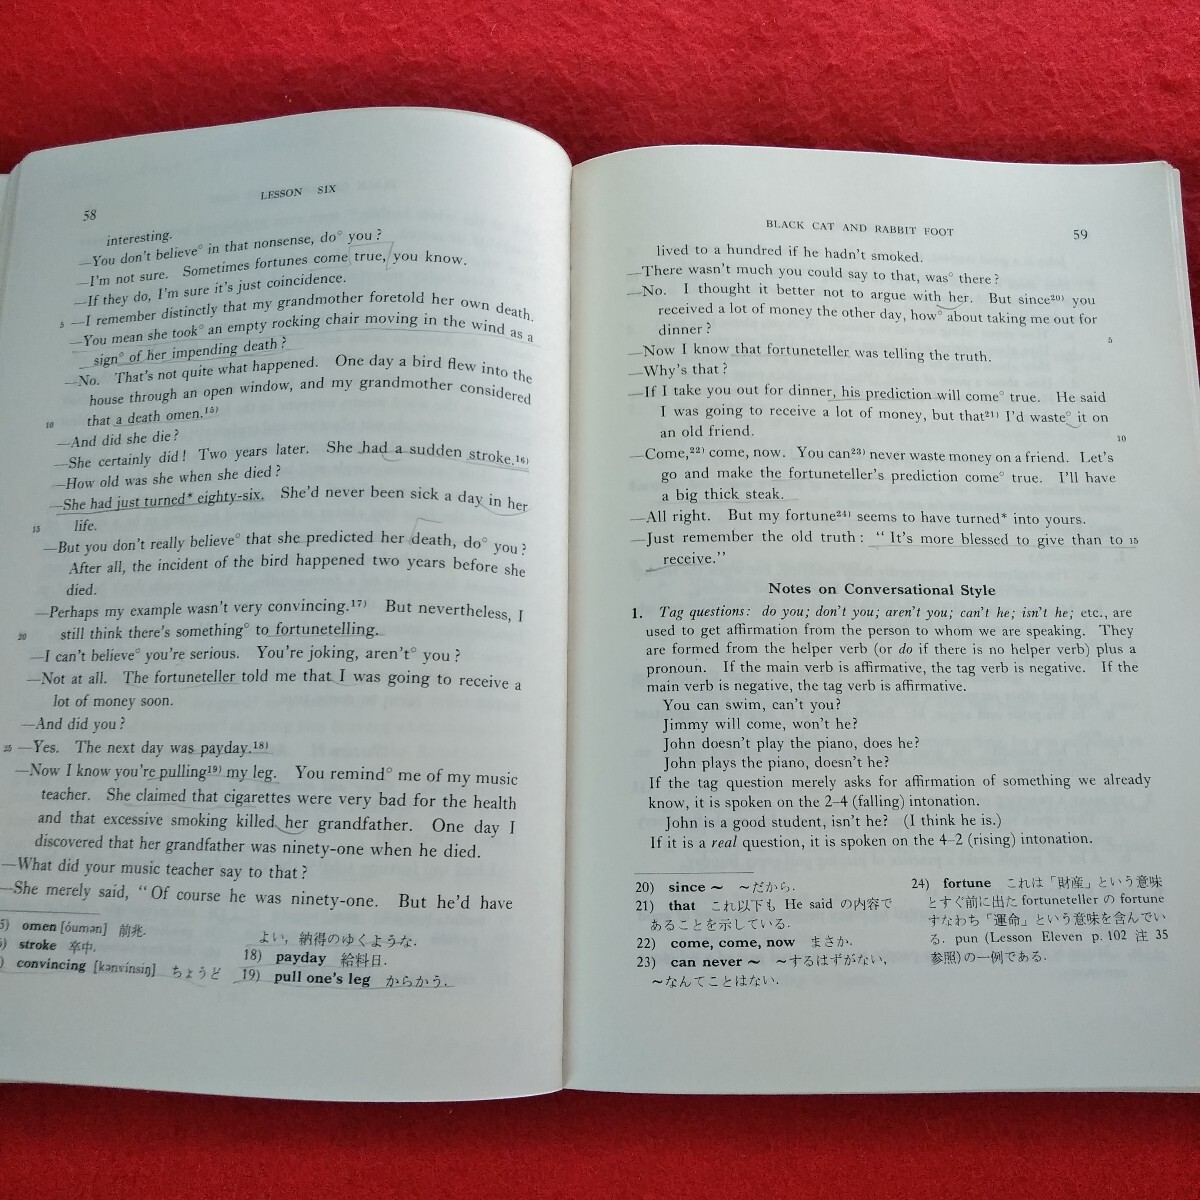 LESSON SIX
58
interesting.
—You don't believe° in that nonsense, do° you?
—I'm not sure. Sometimes fortunes come true, you know.
—If they do, I'm sure it's just coincidence.
5 —I remember distinctly that my grandmother foretold her own death.
—You mean she took° an empty rocking chair moving in the wind as a
sign° of her impending death?
—No. That's not quite what happened. One day a bird flew into the
house through an open window, and my grandmother considered
10 that a death omen.15)
—And did she die?
—She certainly did! Two years later. She had a sudden stroke.16)
—How old was she when she died?
—She had just turned* eighty-six. She'd never been sick a day in her
15 life.
—But you don't really believe° that she predicted her death, do° you?
After all, the incident of the bird happened two years before she
died.
—Perhaps my example wasn't very convincing.17) But nevertheless, I
20 still think there's something° to fortunetelling.
—I can't believe° you're serious. You're joking, aren't° you?
—Not at all. The fortuneteller told me that I was going to receive a
lot of money soon.
—And did you?
25 —Yes. The next day was payday.18)
—Now I know you're pulling19) my leg. You remind° me of my music
teacher. She claimed that cigarettes were very bad for the health
and that excessive smoking killed her grandfather. One day I
discovered that her grandfather was ninety-one when he died.
—What did your music teacher say to that?
—She merely said, "Of course he was ninety-one. But he'd have
5) omen [óumən] 前兆.
6) stroke 卒中.
) convincing [kənvínsiŋ] ちょうど
よい, 納得のゆくような.
18) payday 給料日.
19) pull one's leg からかう.
BLACK CAT AND RABBIT FOOT
59
lived to a hundred if he hadn't smoked.
—There wasn't much you could say to that, was° there?
—No. I thought it better not to argue with her. But since20) you
received a lot of money the other day, how° about taking me out for
dinner? 5
—Now I know that fortuneteller was telling the truth.
—Why's that?
—If I take you out for dinner, his prediction will come° true. He said
I was going to receive a lot of money, but that21) I'd waste° it on
an old friend. 10
—Come,22) come, now. You can23) never waste money on a friend. Let's
go and make the fortuneteller's prediction come° true. I'll have
a big thick steak.
—All right. But my fortune24) seems to have turned* into yours.
—Just remember the old truth: "It's more blessed to give than to 15
receive."
Notes on Conversational Style
1. Tag questions: do you; don't you; aren't you; can't he; isn't he; etc., are
used to get affirmation from the person to whom we are speaking. They
are formed from the helper verb (or do if there is no helper verb) plus a
pronoun. If the main verb is affirmative, the tag verb is negative. If the
main verb is negative, the tag verb is affirmative.
You can swim, can't you?
Jimmy will come, won't he?
John doesn't play the piano, does he?
John plays the piano, doesn't he?
If the tag question merely asks for affirmation of something we already
know, it is spoken on the 2–4 (falling) intonation.
John is a good student, isn't he? (I think he is.)
If it is a real question, it is spoken on the 4–2 (rising) intonation.
20) since ～ ～だから.
21) that これ以下も He said の内容で
あることを示している.
22) come, come, now まさか.
23) can never ～ ～するはずがない,
～なんてことはない.
24) fortune これは「財産」という意味
とすぐ前に出た fortuneteller の fortune
すなわち「運命」という意味を含んでい
る. pun (Lesson Eleven p. 102 注 35
参照)の一例である.